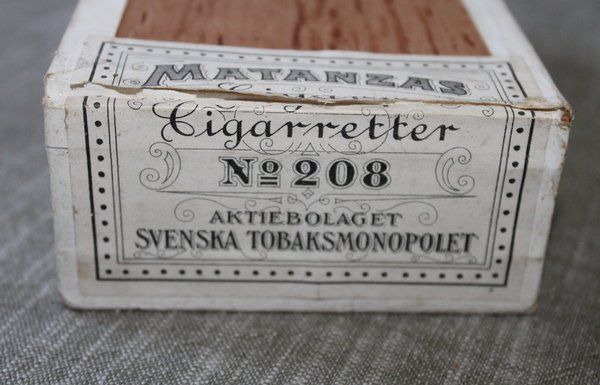 MATANZAS
Cigarretter
No 208
AKTIEBOLAGET
SVENSKA TOBAKSMONOPOLET